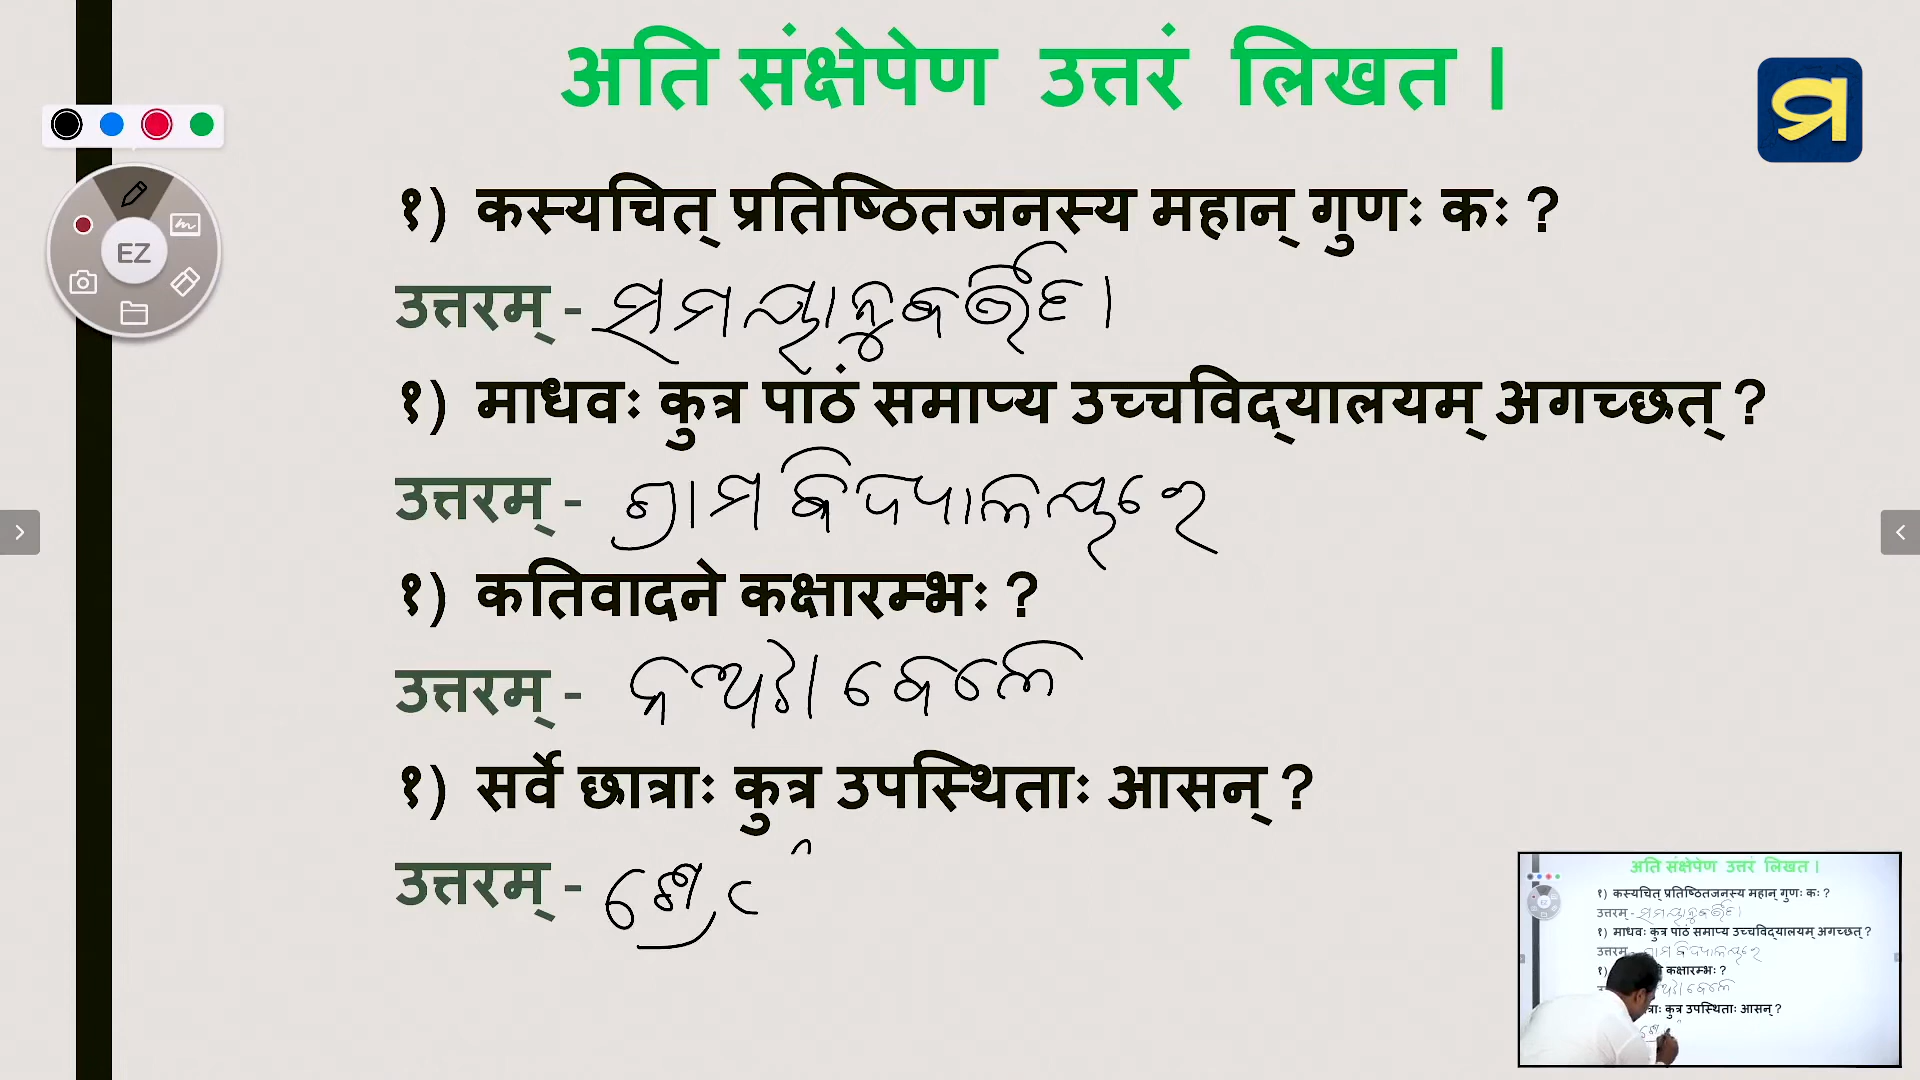 अति संक्षेपेण उत्तरं लिखत ।
१) कस्यचित् प्रतिष्ठितजनस्य महान् गुणः कः ?
उत्तरम् - ସମୟାନୁବର୍ତ୍ତିତା
१) माधवः कुत्र पाठं समाप्य उच्चविद्यालयम् अगच्छत् ?
उत्तरम् - ଗ୍ରାମ ବିଦ୍ୟାଳୟରେ
१) कतिवादने कक्षारम्भः ?
उत्तरम् - ନଅଟା ବେଳେ
१) सर्वे छात्राः कुत्र उपस्थिताः आसन् ?
उत्तरम् -
EZ